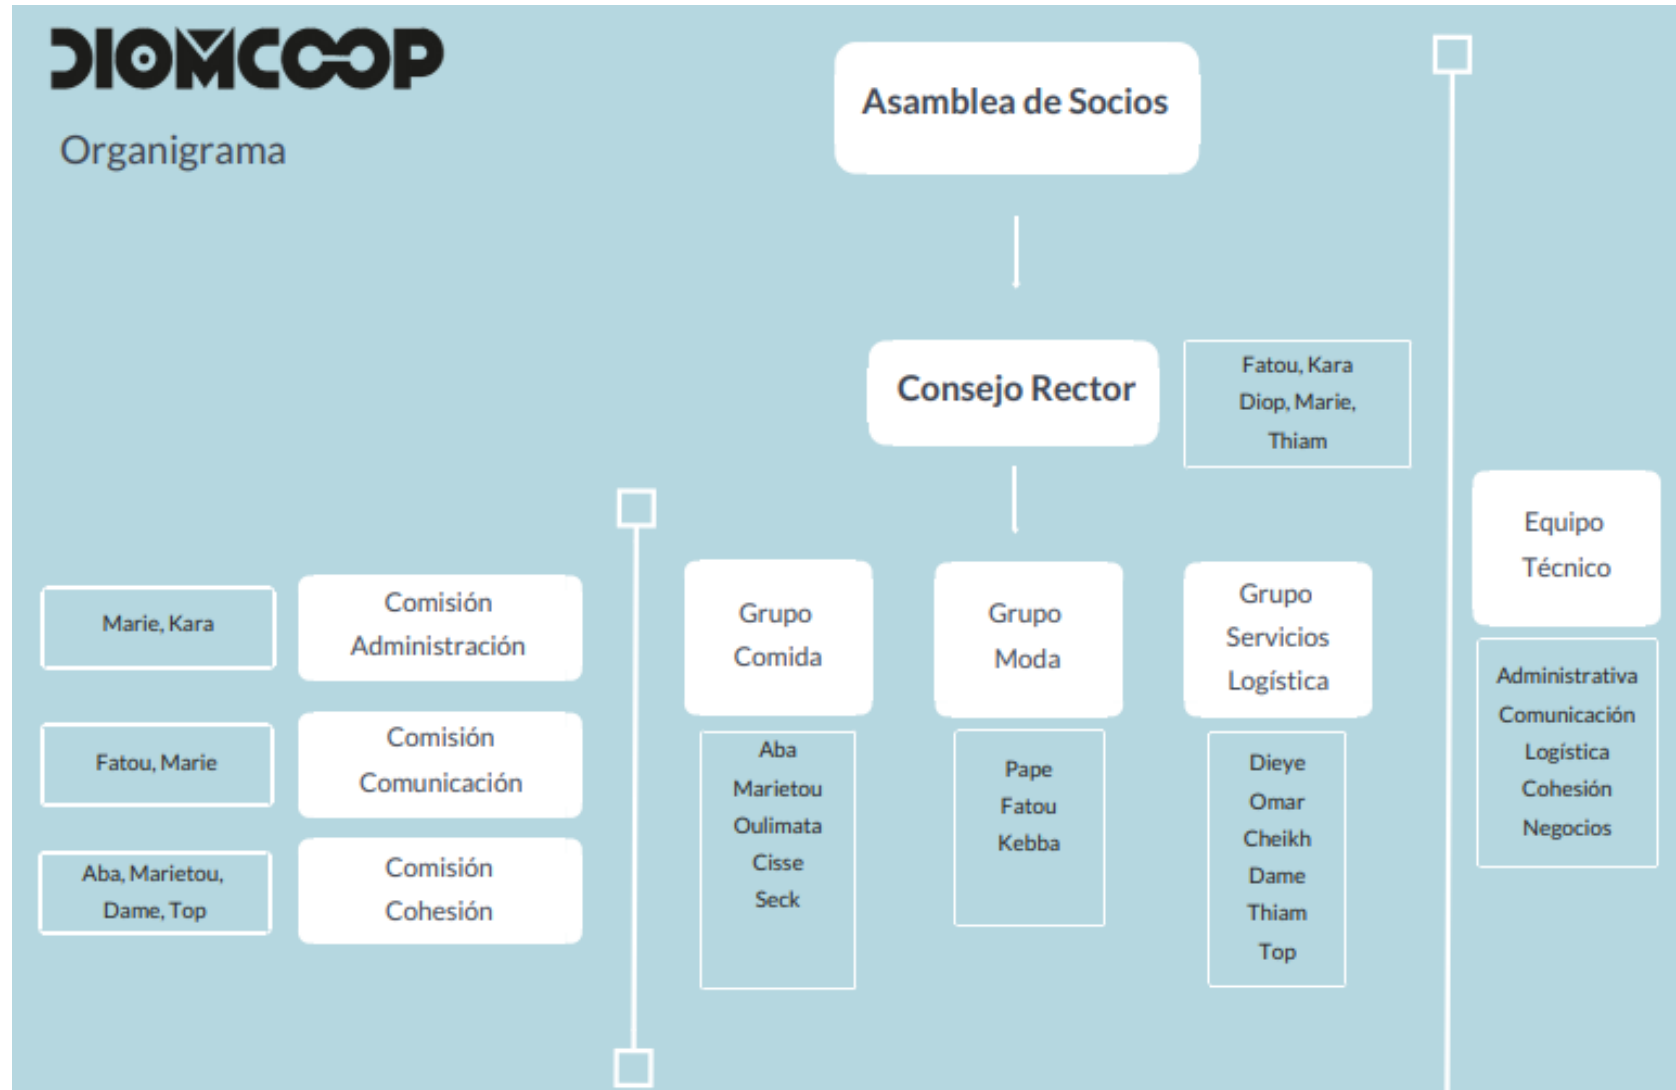 DIOMCOOP
Organigrama
Asamblea de Socios
Consejo Rector
Fatou, Kara
Diop, Marie,
Thiam
Marie, Kara
Comisión
Administración
Fatou, Marie
Comisión
Comunicación
Aba, Marietou,
Dame, Top
Comisión
Cohesión
Grupo
Comida
Aba
Marietou
Oulimata
Cisse
Seck
Grupo
Moda
Pape
Fatou
Kebba
Grupo
Servicios
Logística
Dieye
Omar
Cheikh
Dame
Thiam
Top
Equipo
Técnico
Administrativa
Comunicación
Logística
Cohesión
Negocios